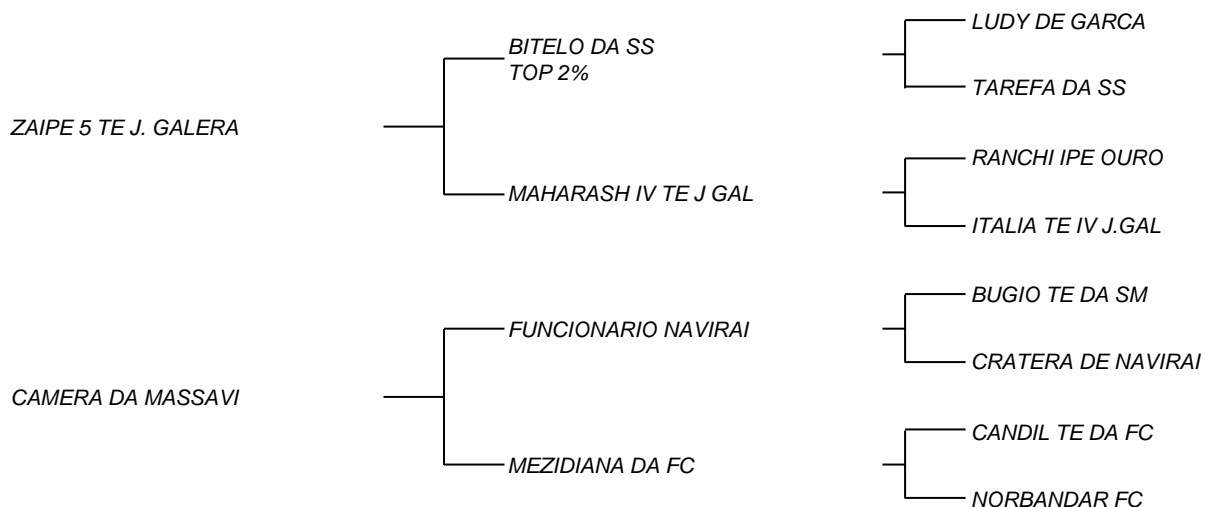 LUDY DE GARCA
BITELO DA SS
TOP 2%
TAREFA DA SS
ZAIPE 5 TE J. GALERA
RANCHI IPE OURO
MAHARASH IV TE J GAL
ITALIA TE IV J.GAL
BUGIO TE DA SM
FUNCIONARIO NAVIRAI
CRATERA DE NAVIRAI
CAMERA DA MASSAVI
CANDIL TE DA FC
MEZIDIANA DA FC
NORBANDAR FC